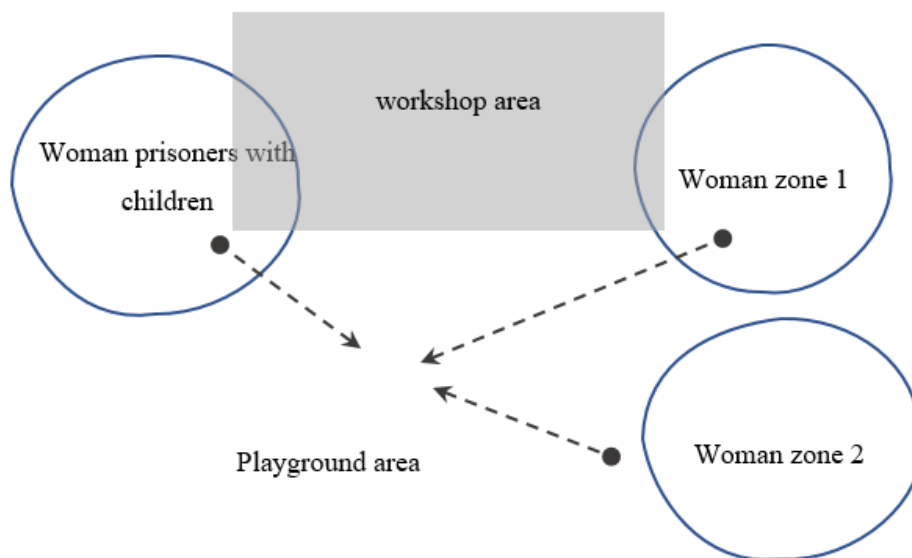 workshop area
Woman prisoners with
children
Woman zone 1
Woman zone 2
Playground area